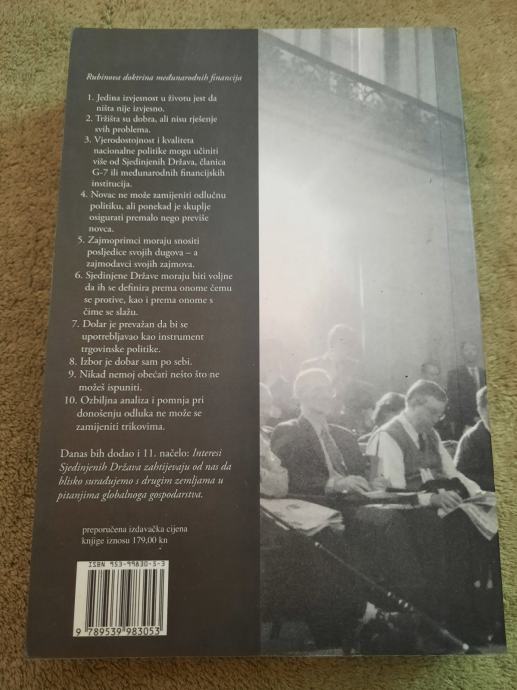 Rubinova doktrina međunarodnih financija
1. Jedina izvjesnost u životu jest da
ništa nije izvjesno.
2. Tržišta su dobra, ali nisu rješenje
svih problema.
3. Vjerodostojnost i kvaliteta
nacionalne politike mogu učiniti
više od Sjedinjenih Država, članica
G-7 ili međunarodnih financijskih
institucija.
4. Novac ne može zamijeniti odlučnu
politiku, ali ponekad je skuplje
osigurati premalo nego previše
novca.
5. Zajmoprimci moraju snositi
posljedice svojih dugova – a
zajmodavci svojih zajmova.
6. Sjedinjene Države moraju biti voljne
da ih se definira prema onome čemu
se protive, kao i prema onome s
čime se slažu.
7. Dolar je prevažan da bi se
upotrebljavao kao instrument
trgovinske politike.
8. Izbor je dobar sam po sebi.
9. Nikad nemoj obećati nešto što ne
možeš ispuniti.
10. Ozbiljna analiza i pomnja pri
donošenju odluka ne može se
zamijeniti trikovima.
Danas bih dodao i 11. načelo: Interesi
Sjedinjenih Država zahtijevaju od nas da
blisko surađujemo s drugim zemljama u
pitanjima globalnoga gospodarstva.
preporučena izdavačka cijena
knjige iznosu 179,00 kn
ISBN 953-99830-5-3
9 789539 983053